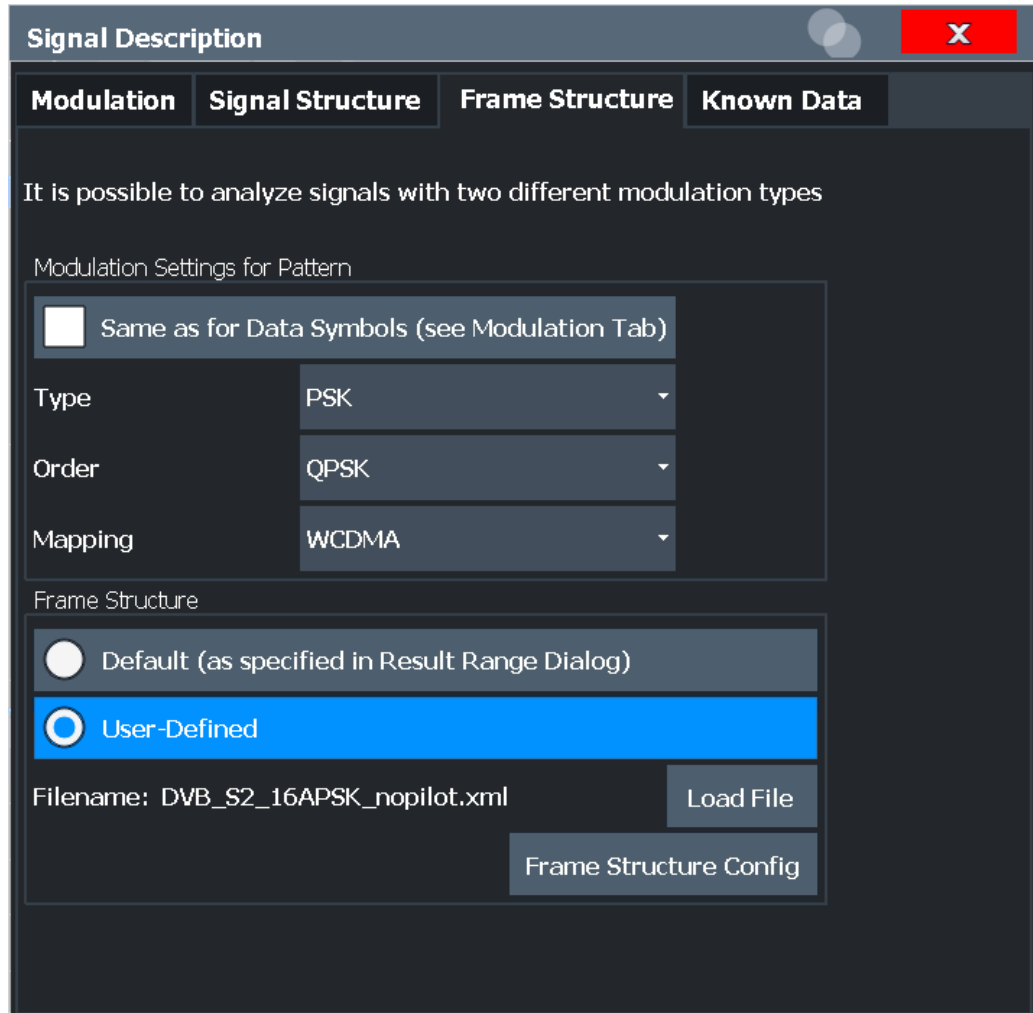 Signal Description
X
Modulation Signal Structure Frame Structure Known Data
It is possible to analyze signals with two different modulation types
Modulation Settings for Pattern
Same as for Data Symbols (see Modulation Tab)
Type PSK
Order QPSK
Mapping WCDMA
Frame Structure
Default (as specified in Result Range Dialog)
User-Defined
Filename: DVB_S2_16APSK_nopilot.xml Load File
Frame Structure Config